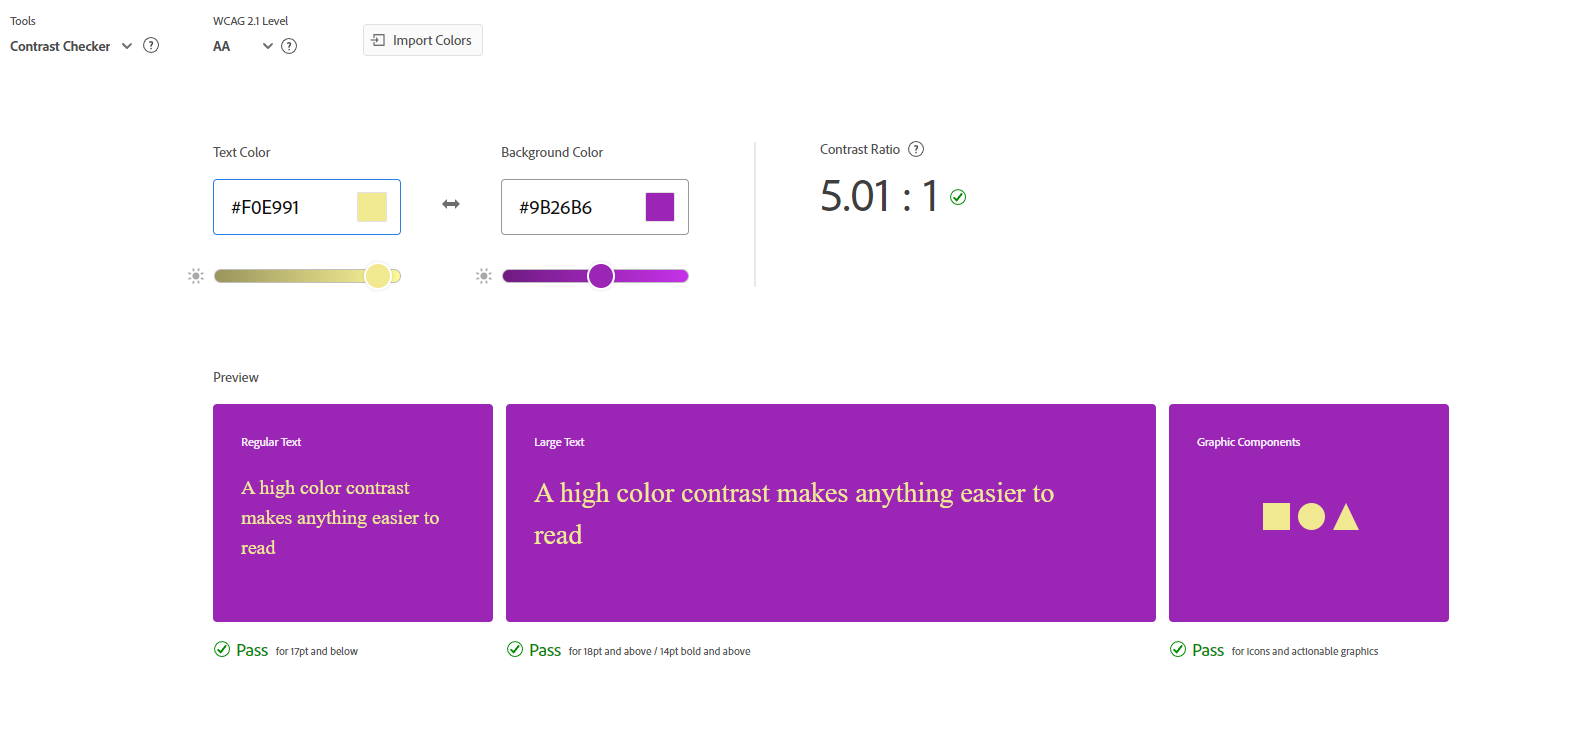 Tools
Contrast Checker
WCAG 2.1 Level
AA
Import Colors
Text Color
#F0E991
Background Color
#9B26B6
Contrast Ratio
5.01 : 1
Preview
Regular Text
A high color contrast
makes anything easier to
read
Pass for 17pt and below
Large Text
A high color contrast makes anything easier to
read
Pass for 18pt and above / 14pt bold and above
Graphic Components
Pass for icons and actionable graphics